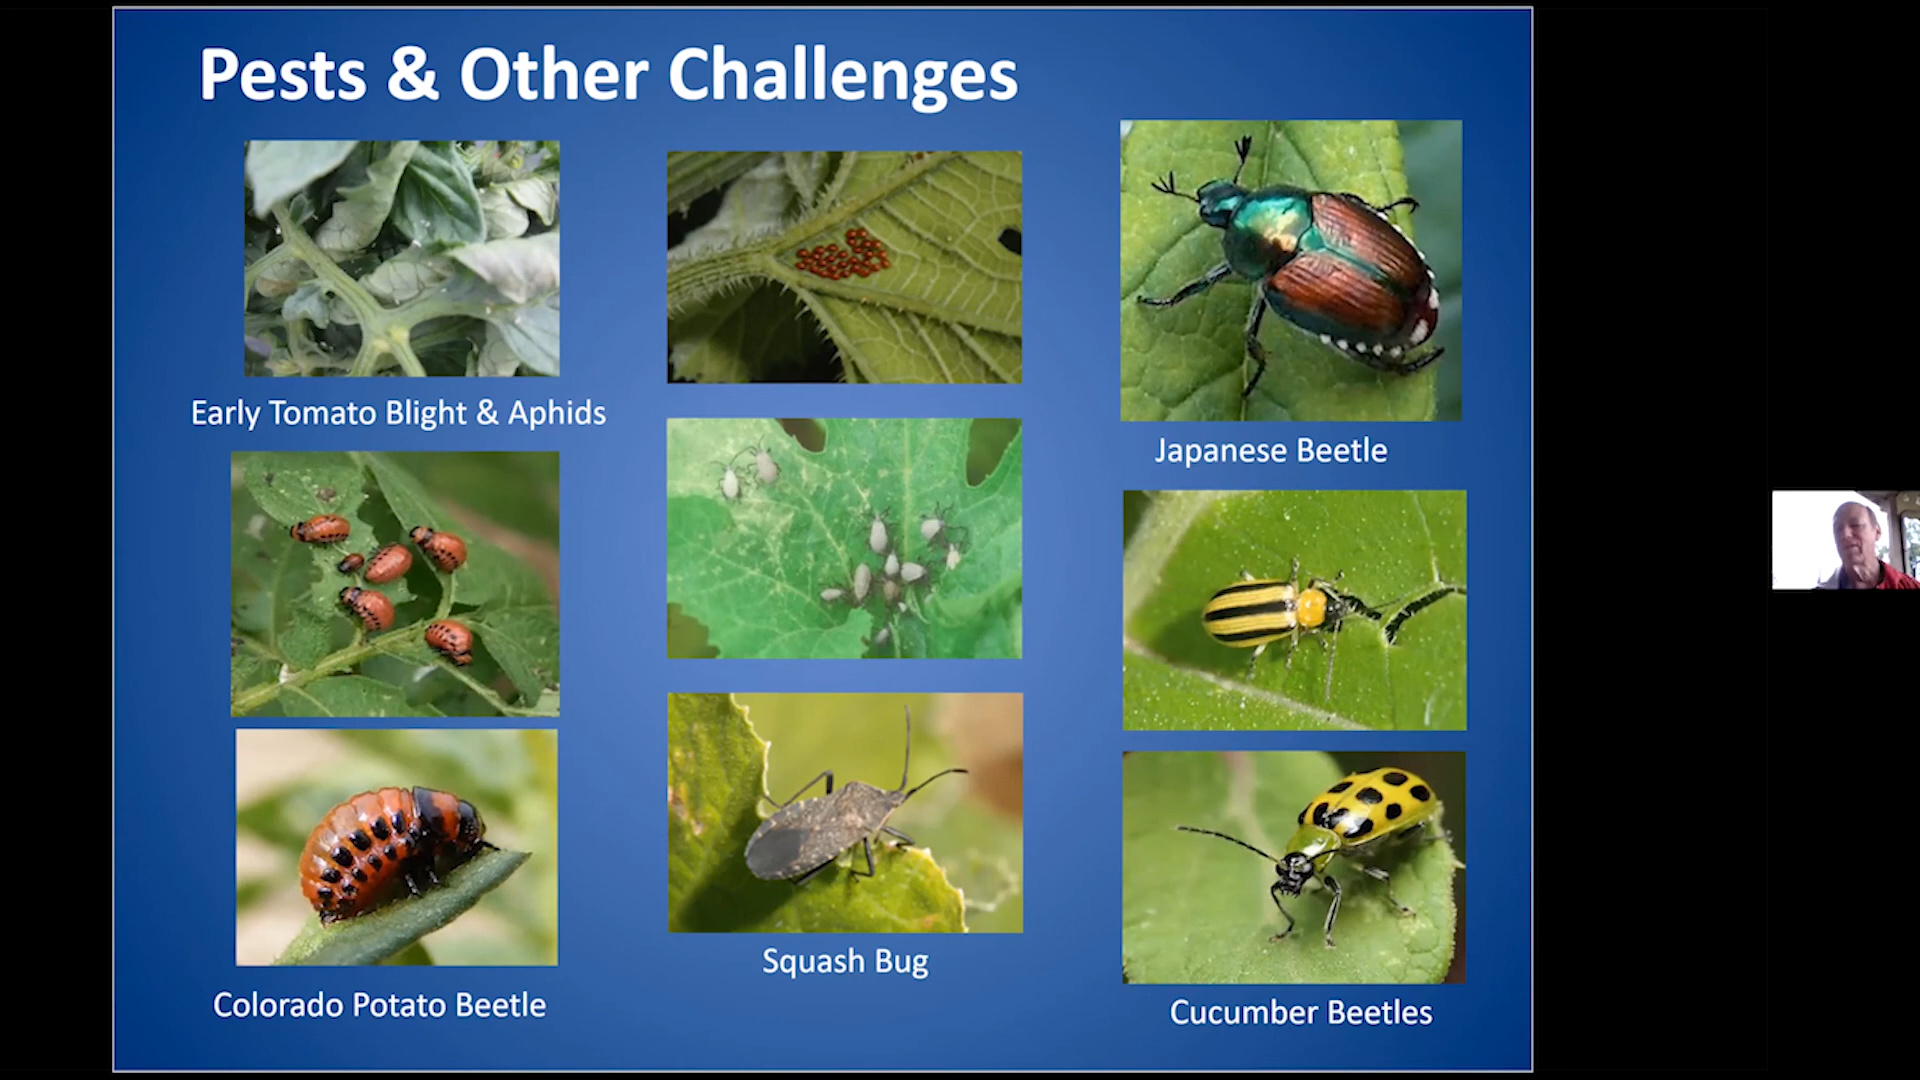 Pests & Other Challenges
Early Tomato Blight & Aphids
Japanese Beetle
Squash Bug
Colorado Potato Beetle
Cucumber Beetles